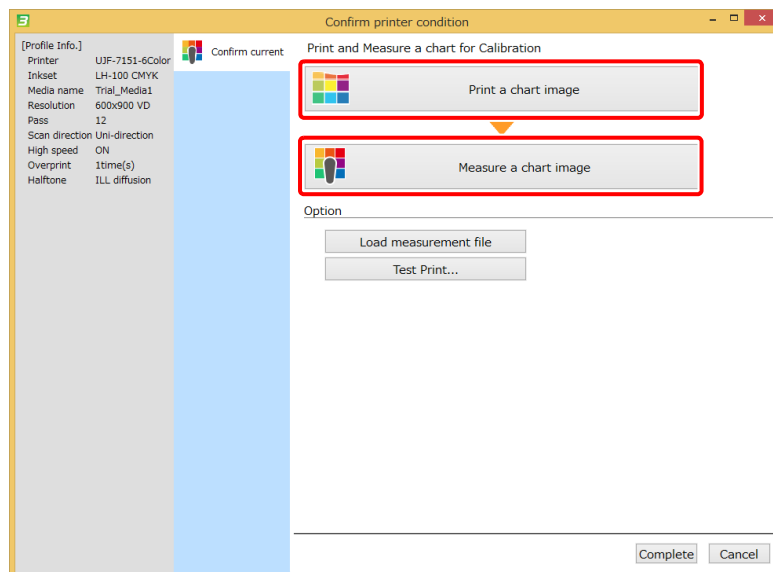 Confirm printer condition
[Profile Info.]
Printer UJF-7151-6Color
Inkset LH-100 CMYK
Media name Trial_Media1
Resolution 600x900 VD
Pass 12
Scan direction Uni-direction
High speed ON
Overprint 1time(s)
Halftone ILL diffusion
Confirm current
Print and Measure a chart for Calibration
Print a chart image
Measure a chart image
Option
Load measurement file
Test Print...
Complete Cancel